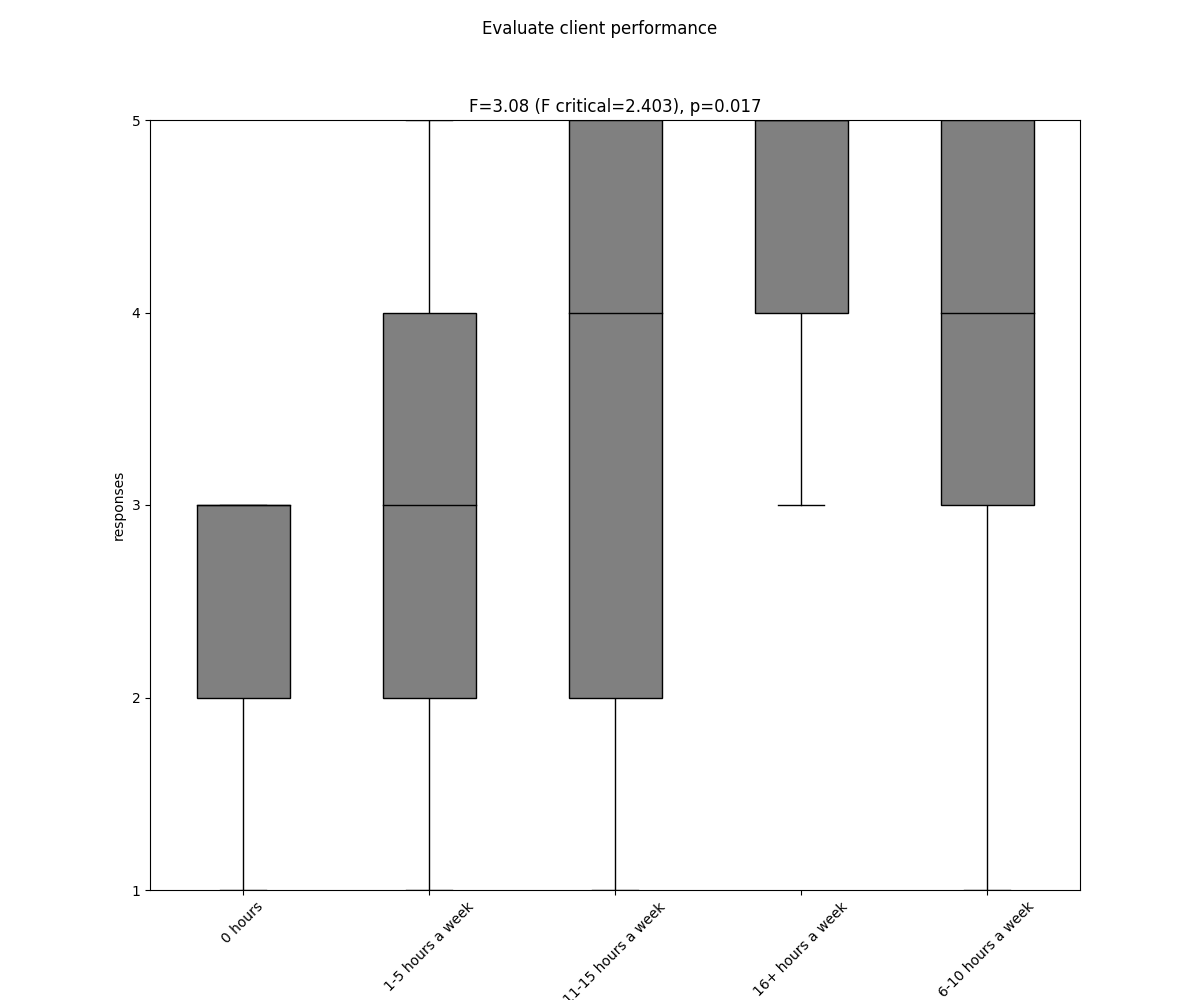 Evaluate client performance
F=3.08 (F critical=2.403), p=0.017
responses
5
4
3
2
1
0 hours
1-5 hours a week
11-15 hours a week
16+ hours a week
6-10 hours a week